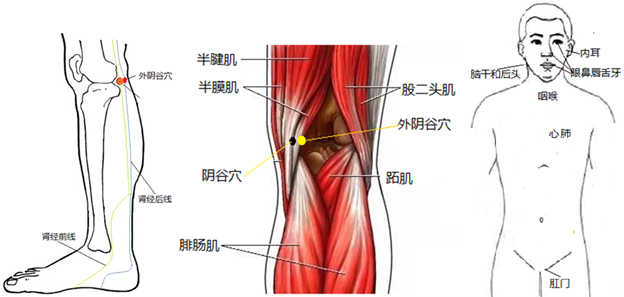 外阴谷穴
肾经后线
肾经前线
半腱肌
半膜肌
股二头肌
外阴谷穴
阴谷穴
跖肌
腓肠肌
内耳
脑干和后头
眼鼻唇舌牙
咽喉
心肺
肛门